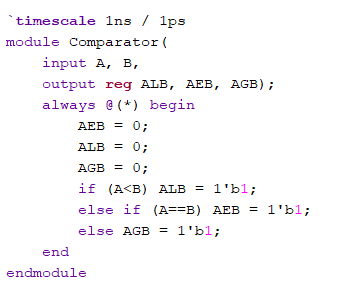 `timescale 1ns / 1ps
module Comparator(
    input A, B,
    output reg ALB, AEB, AGB);
    always @(*) begin
        AEB = 0;
        ALB = 0;
        AGB = 0;
        if (A<B) ALB = 1'b1;
        else if (A==B) AEB = 1'b1;
        else AGB = 1'b1;
    end
endmodule